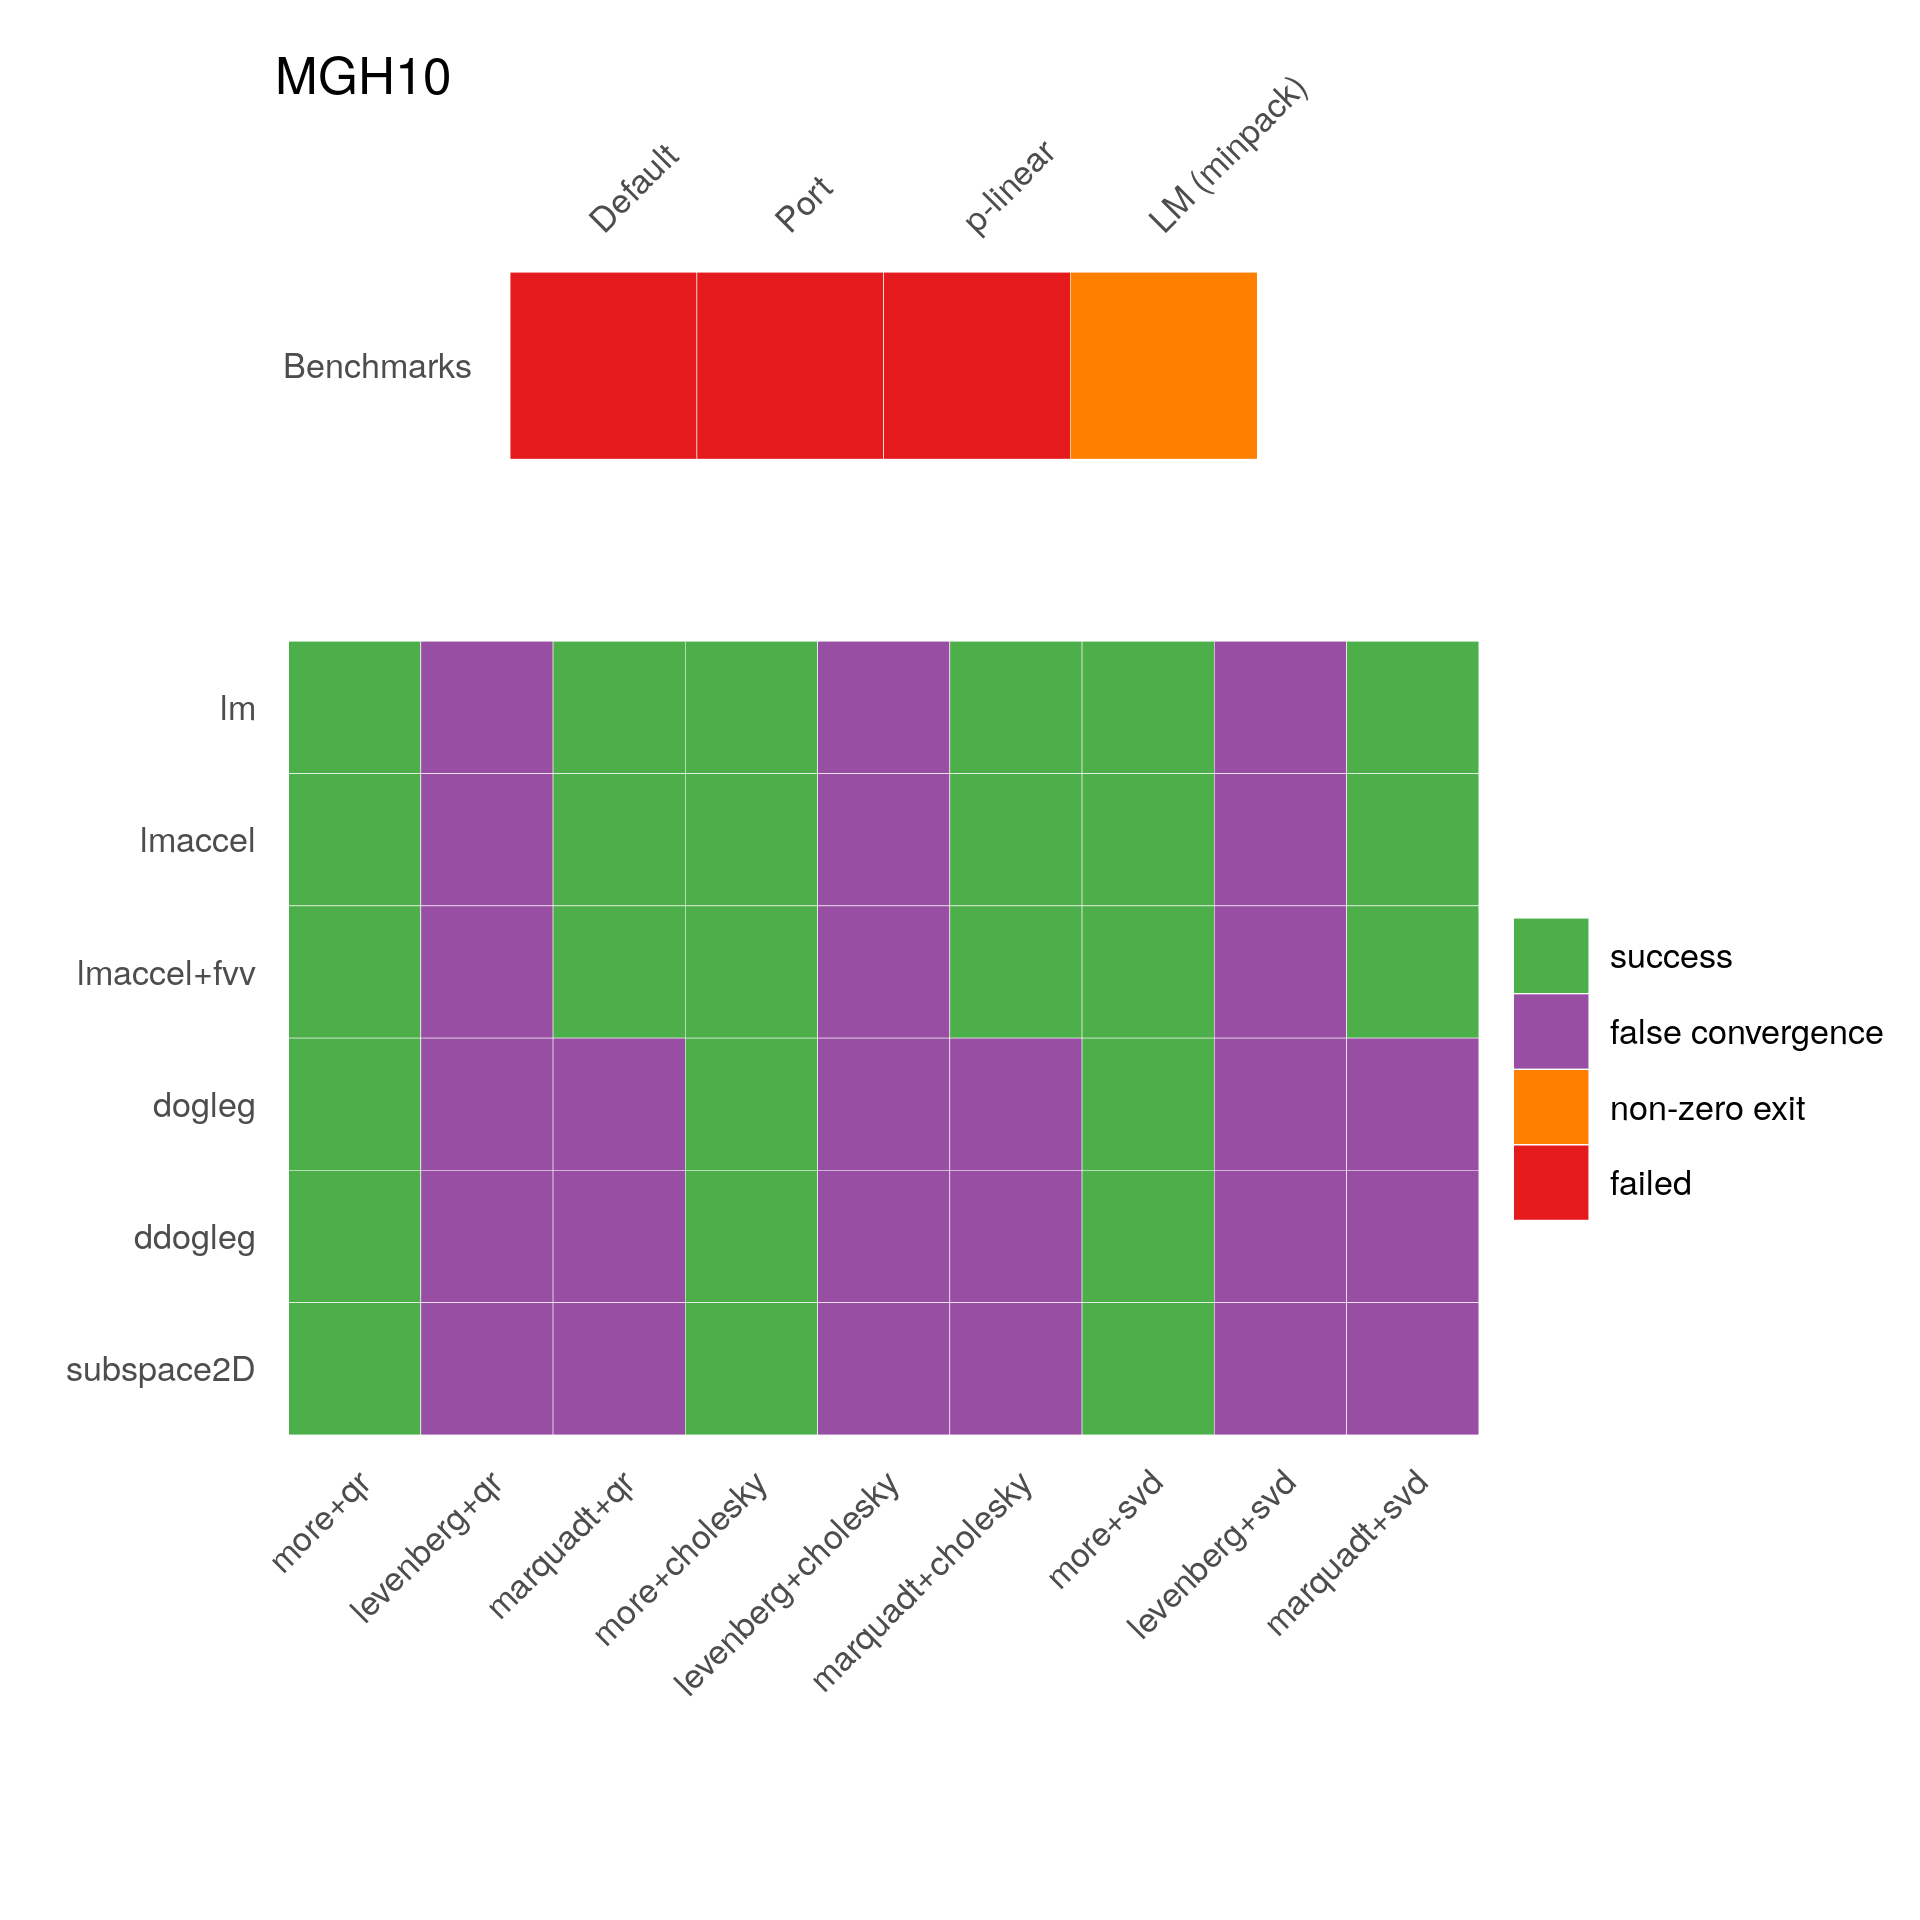 MGH10
Default
Port
p-linear
LM (minpack)
Benchmarks
lm
lmaccel
lmaccel+fvv
dogleg
ddogleg
subspace2D
more+qr
levenberg+qr
marquadt+qr
more+cholesky
levenberg+cholesky
marquadt+cholesky
more+svd
levenberg+svd
marquadt+svd
success
false convergence
non-zero exit
failed